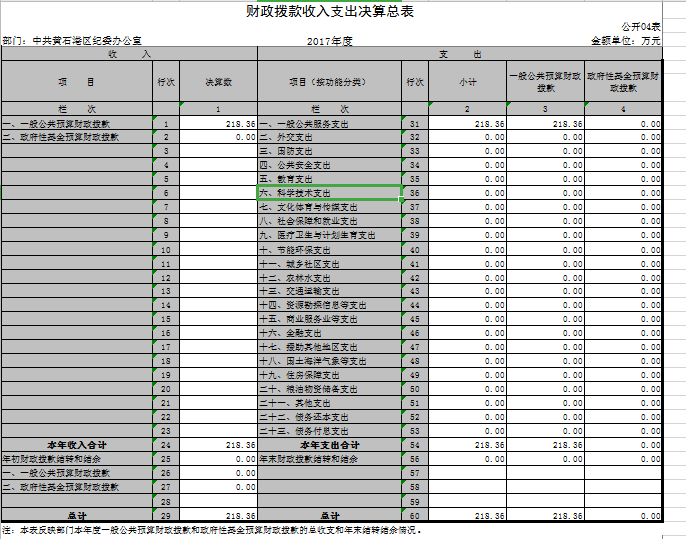 财政拨款收入支出决算总表
公开04表
部门：中共黄石港区纪委办公室 2017年度 金额单位：万元
收 入 支 出
项 目 行次 决算数 项目（按功能分类） 行次 小计 一般公共预算财政拨款 政府性基金预算财政拨款
栏 次 1 栏 次 2 3 4
一、一般公共预算财政拨款 1 218.36 一、一般公共服务支出 31 218.36 218.36 0.00
二、政府性基金预算财政拨款 2 0.00 二、外交支出 32 0.00 0.00 0.00
3 三、国防支出 33 0.00 0.00 0.00
4 四、公共安全支出 34 0.00 0.00 0.00
5 五、教育支出 35 0.00 0.00 0.00
6 六、科学技术支出 36 0.00 0.00 0.00
7 七、文化体育与传媒支出 37 0.00 0.00 0.00
8 八、社会保障和就业支出 38 0.00 0.00 0.00
9 九、医疗卫生与计划生育支出 39 0.00 0.00 0.00
10 十、节能环保支出 40 0.00 0.00 0.00
11 十一、城乡社区支出 41 0.00 0.00 0.00
12 十二、农林水支出 42 0.00 0.00 0.00
13 十三、交通运输支出 43 0.00 0.00 0.00
14 十四、资源勘探信息等支出 44 0.00 0.00 0.00
15 十五、商业服务业等支出 45 0.00 0.00 0.00
16 十六、金融支出 46 0.00 0.00 0.00
17 十七、援助其他地区支出 47 0.00 0.00 0.00
18 十八、国土海洋气象等支出 48 0.00 0.00 0.00
19 十九、住房保障支出 49 0.00 0.00 0.00
20 二十、粮油物资储备支出 50 0.00 0.00 0.00
21 二十一、其他支出 51 0.00 0.00 0.00
22 二十二、债务还本支出 52 0.00 0.00 0.00
23 二十三、债务付息支出 53 0.00 0.00 0.00
本年收入合计 24 218.36 本年支出合计 54 218.36 218.36 0.00
年初财政拨款结转和结余 25 0.00 年末财政拨款结转和结余 56 0.00 0.00 0.00
一、一般公共预算财政拨款 26 0.00 57
二、政府性基金预算财政拨款 27 0.00 58
28 59
总计 29 218.36 总计 60 218.36 218.36 0.00
注：本表反映部门本年度一般公共预算财政拨款和政府性基金预算财政拨款的总收支和年末结转结余情况。